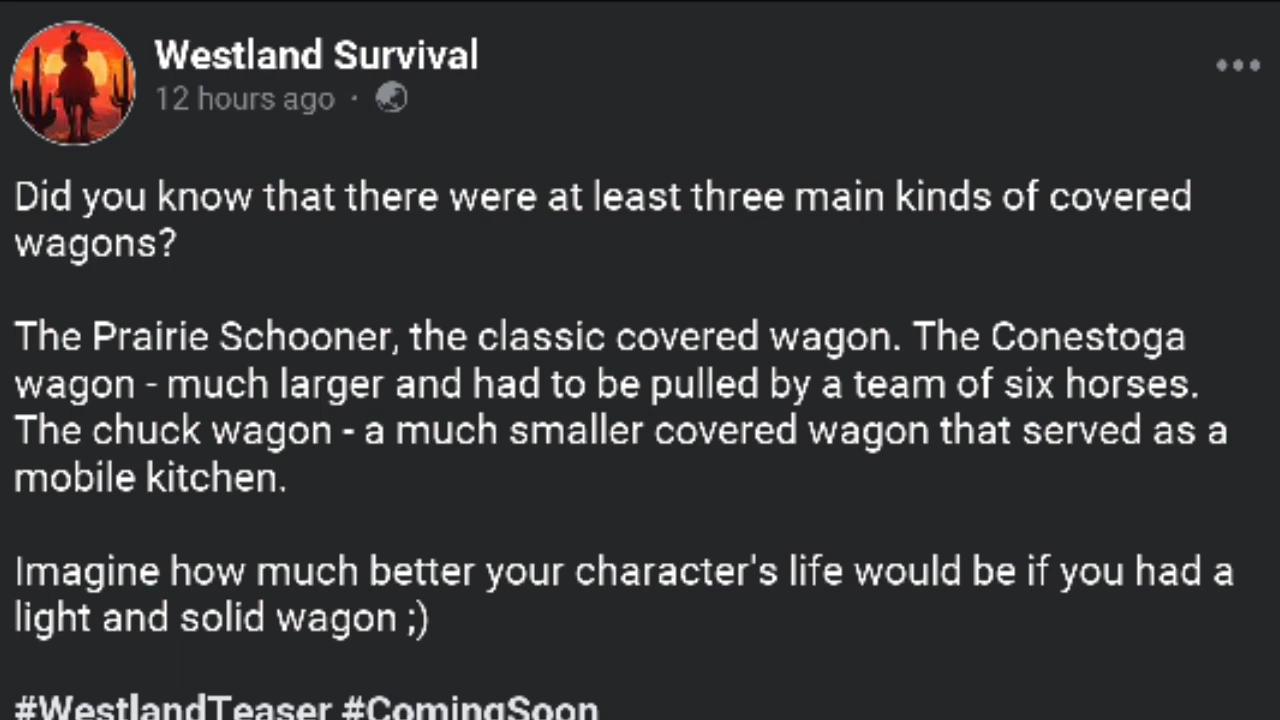 Westland Survival
12 hours ago ·
Did you know that there were at least three main kinds of covered
wagons?
The Prairie Schooner, the classic covered wagon. The Conestoga
wagon - much larger and had to be pulled by a team of six horses.
The chuck wagon - a much smaller covered wagon that served as a
mobile kitchen.
Imagine how much better your character's life would be if you had a
light and solid wagon ;)
#WestlandTeaser #ComingSoon